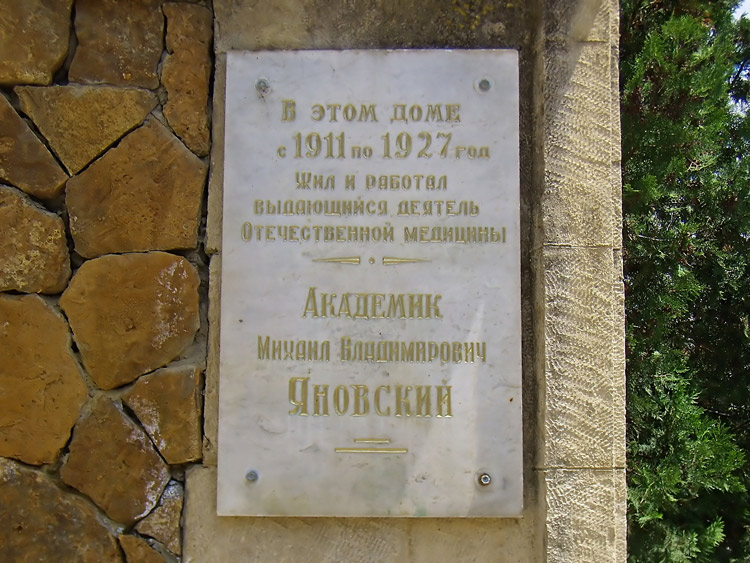 В этом доме
с 1911 по 1927 год
Жил и работал
выдающийся деятель
Отечественной медицины
Академик
Михаил Владимирович
Яновский